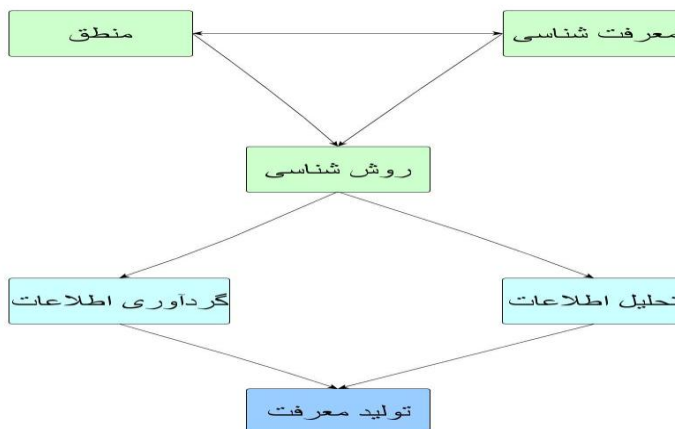 معرفت شناسی
منطق
روش شناسی
تحلیل اطلاعات
گردآوری اطلاعات
تولید معرفت